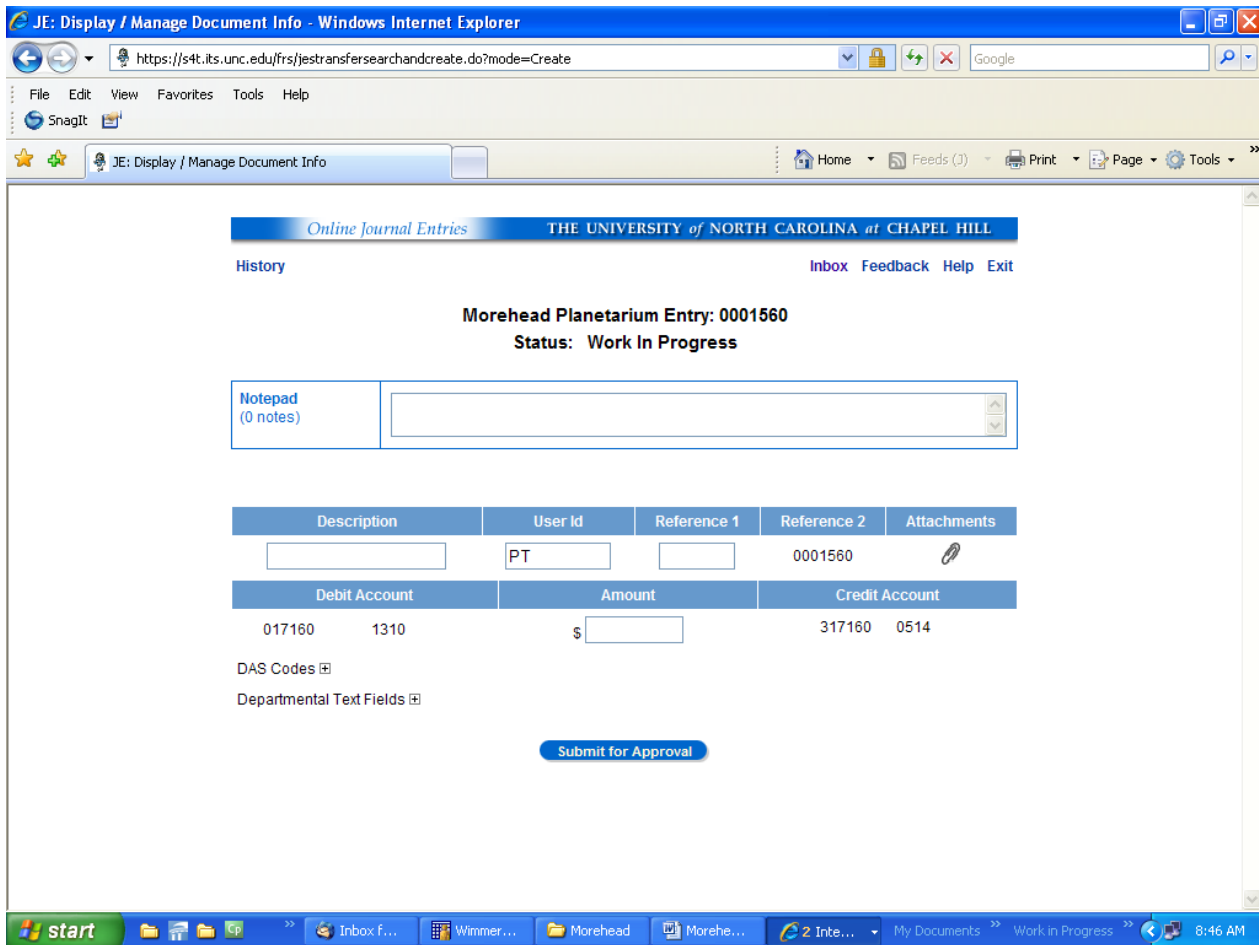 JE: Display / Manage Document Info - Windows Internet Explorer
https://s4t.its.unc.edu/frs/jestransfersearchandcreate.do?mode=Create Google
File Edit View Favorites Tools Help
SnagIt
JE: Display / Manage Document Info Home Feeds (J) Print Page Tools »
Online Journal Entries THE UNIVERSITY of NORTH CAROLINA at CHAPEL HILL
History Inbox Feedback Help Exit
Morehead Planetarium Entry: 0001560
Status: Work In Progress
Notepad
(0 notes)
Description User Id Reference 1 Reference 2 Attachments
PT 0001560
Debit Account Amount Credit Account
017160 1310 $ 317160 0514
DAS Codes
Departmental Text Fields
Submit for Approval
start Cp » Inbox f... Wimmer... Morehead Morehe... 2 Inte... My Documents » Work in Progress » 8:46 AM